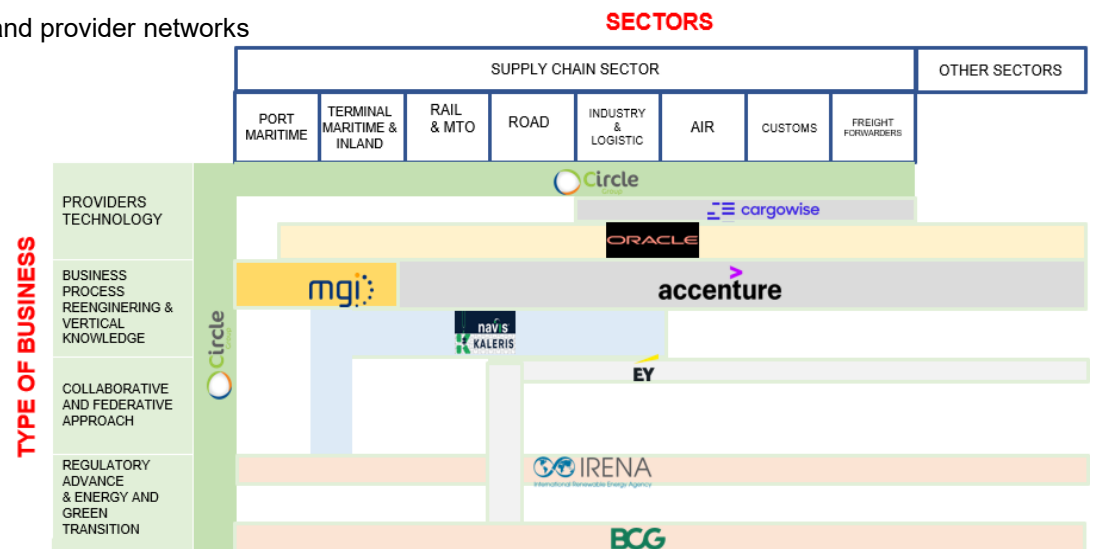 and provider networks
SECTORS
SUPPLY CHAIN SECTOR
OTHER SECTORS
PORT
MARITIME
TERMINAL
MARITIME &
INLAND
RAIL
& MTO
ROAD
INDUSTRY
&
LOGISTIC
AIR
CUSTOMS
FREIGHT
FORWARDERS
TYPE OF BUSINESS
PROVIDERS
TECHNOLOGY
Circle
Group
cargowise
ORACLE
BUSINESS
PROCESS
REENGINERING &
VERTICAL
KNOWLEDGE
Circle
Group
mgi
accenture
navis
KALERIS
COLLABORATIVE
AND FEDERATIVE
APPROACH
EY
REGULATORY
ADVANCE
& ENERGY AND
GREEN
TRANSITION
IRENA
International Renewable Energy Agency
BCG